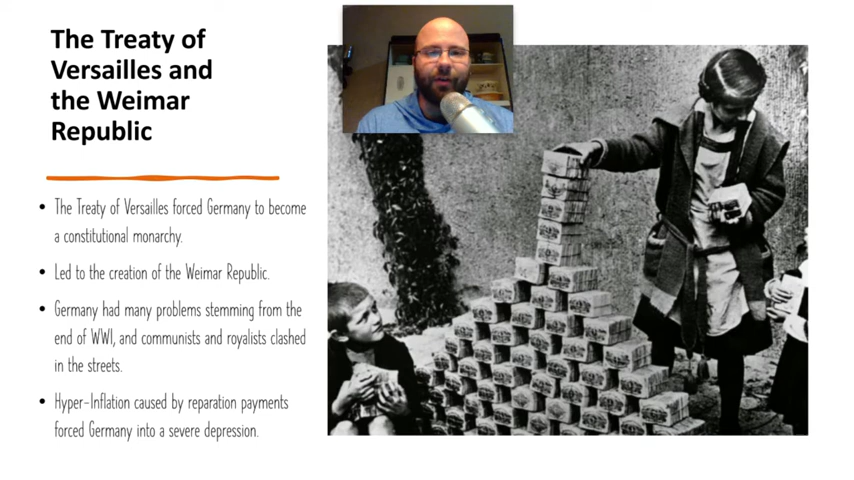 The Treaty of
Versailles and
the Weimar
Republic
• The Treaty of Versailles forced Germany to become
a constitutional monarchy.
• Led to the creation of the Weimar Republic.
• Germany had many problems stemming from the
end of WWI, and communists and royalists clashed
in the streets.
• Hyper-Inflation caused by reparation payments
forced Germany into a severe depression.